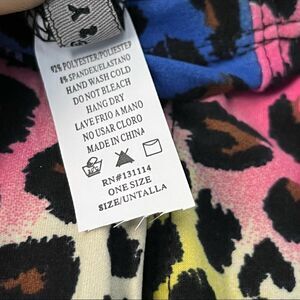 92% POLYESTER/POLIESTER
8% SPANDEX/ELASTANO
HAND WASH COLD
DO NOT BLEACH
HANG DRY
LAVE FRIO A MANO
NO USAR CLORO
MADE IN CHINA
RN#131114
ONE SIZE
SIZE/UNTALLA